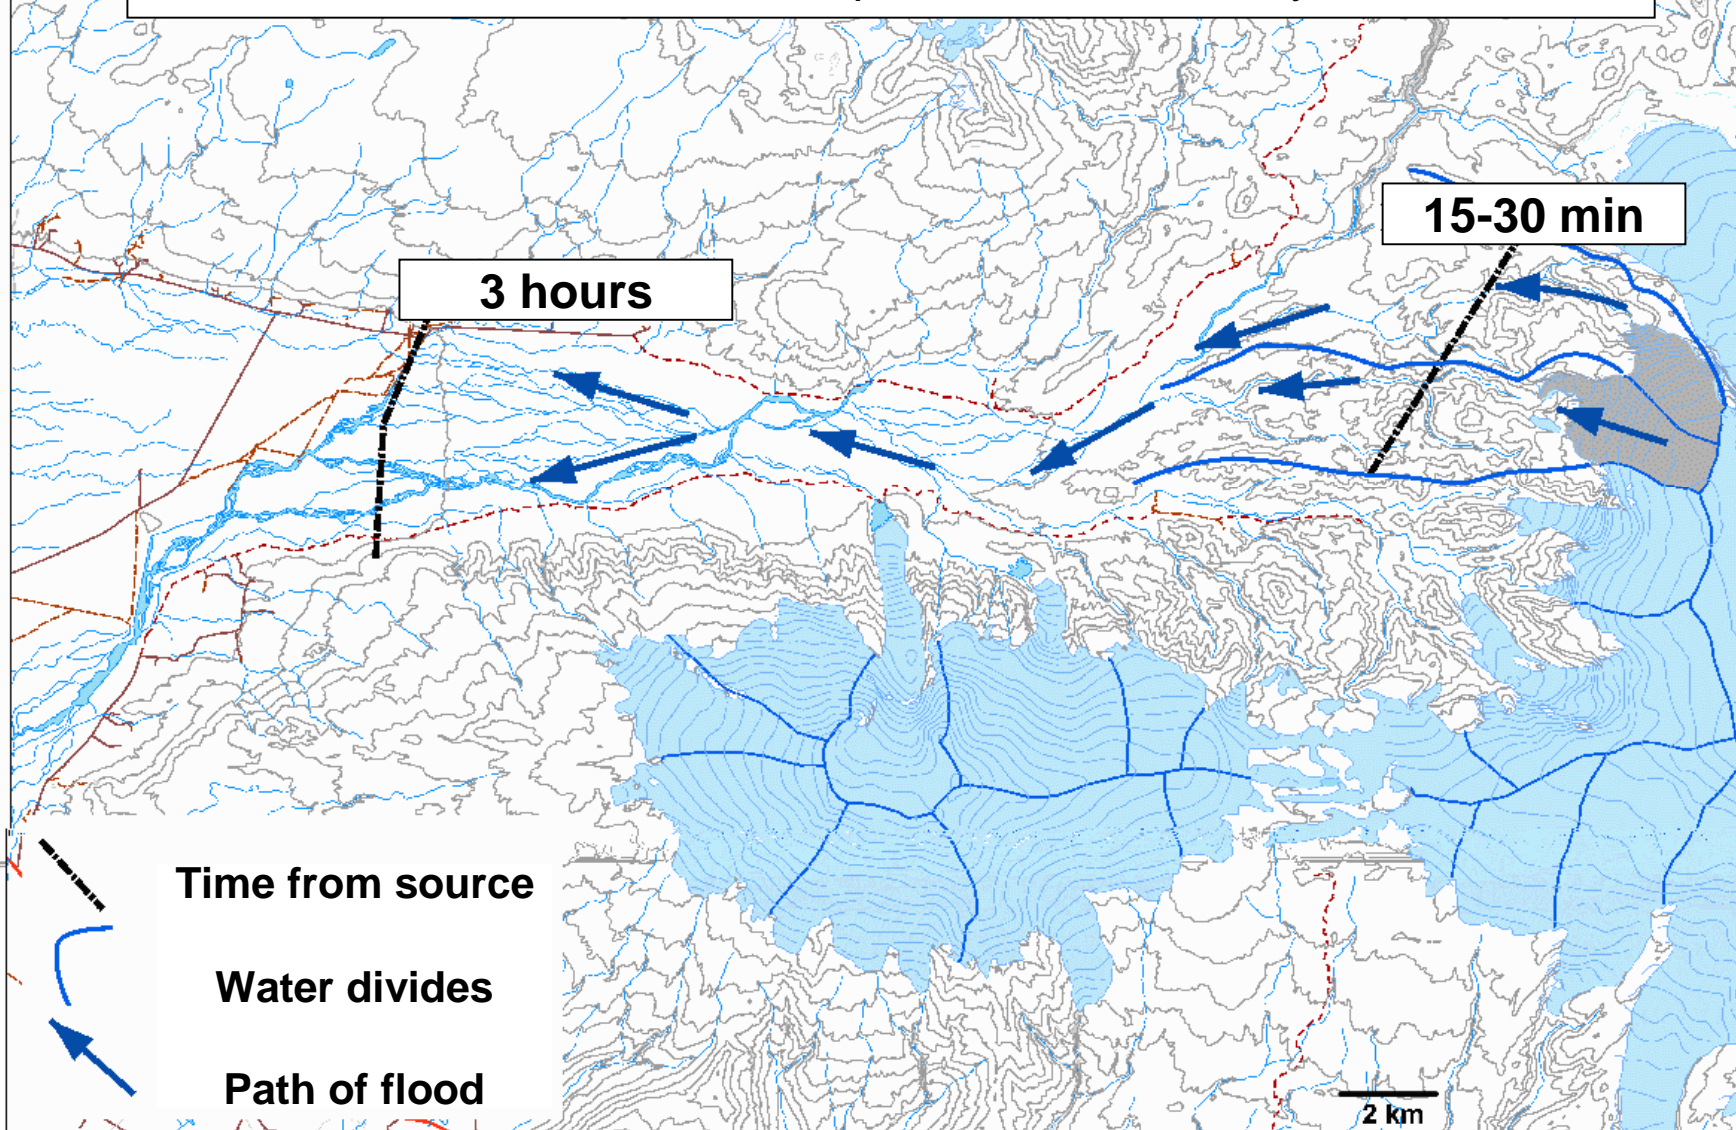 15-30 min
3 hours
Time from source
Water divides
Path of flood
2 km